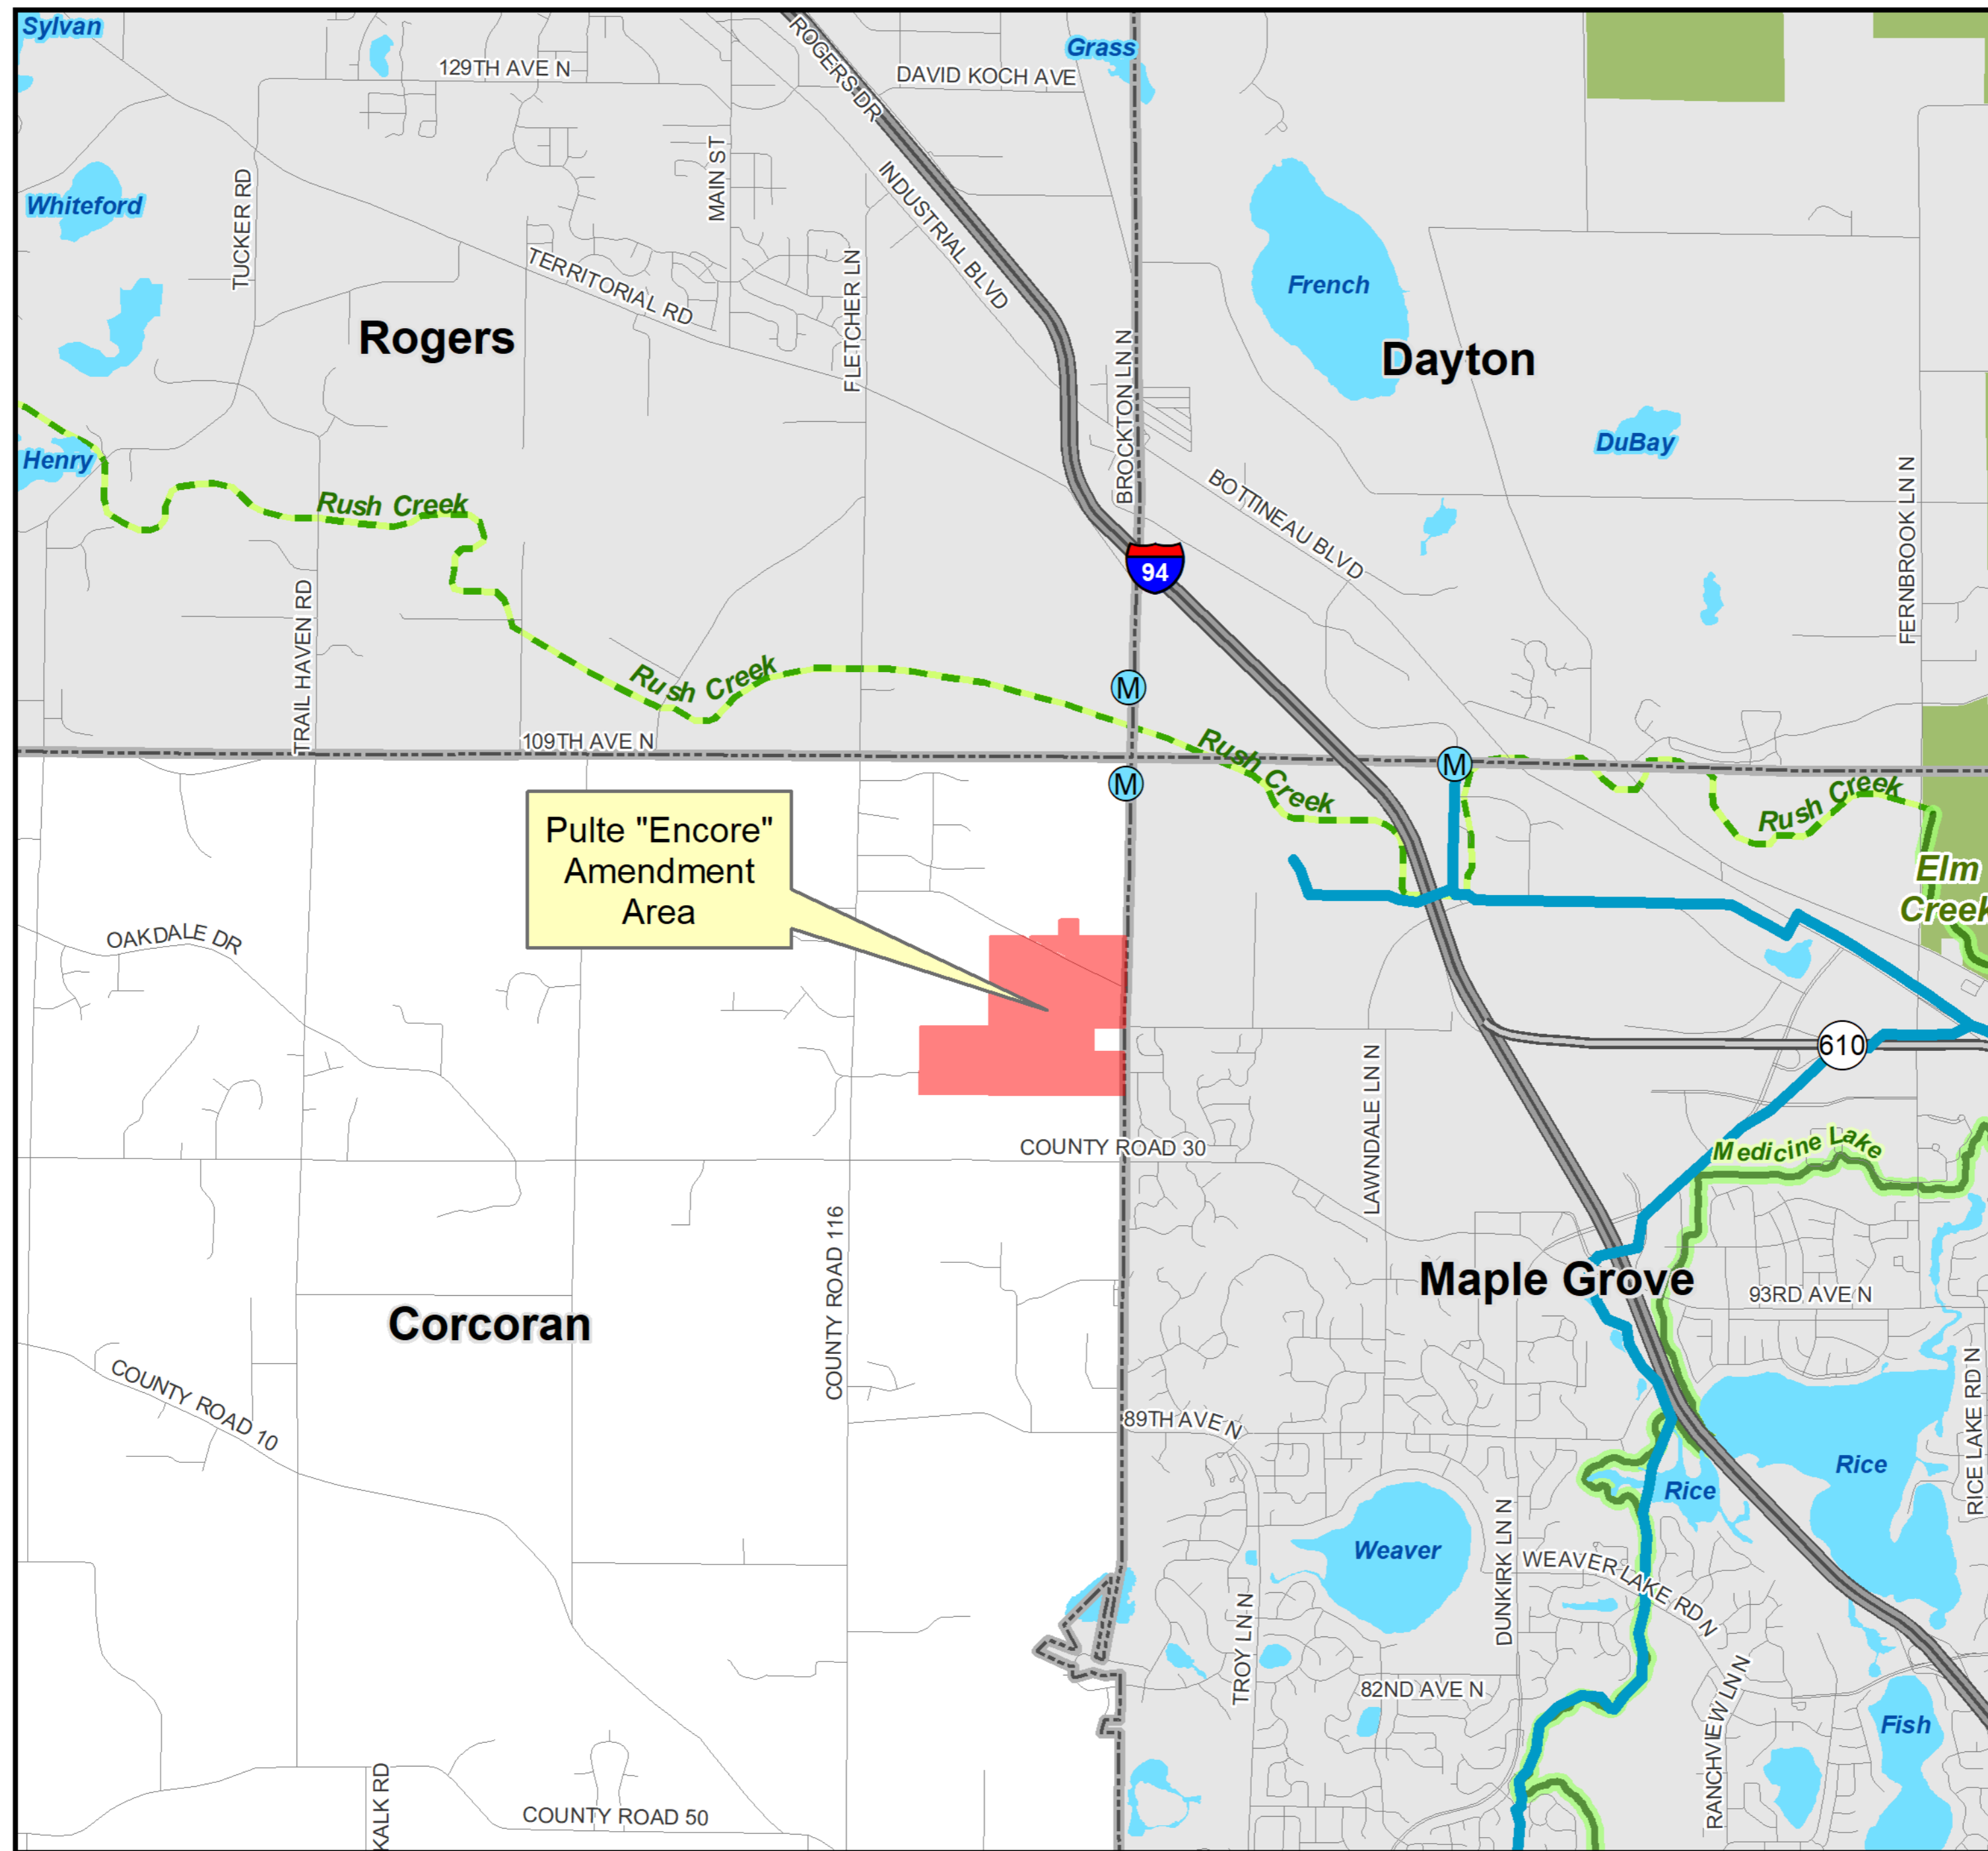 Sylvan
129TH AVE N
ROGERS DR
DAVID KOCH AVE
Grass
Whiteford
TUCKER RD
MAIN ST
INDUSTRIAL BLVD
TERRITORIAL RD
FLETCHER LN
French
Rogers
Dayton
BROCKTON LN N
DuBay
Henry
Rush Creek
BOTTINEAU BLVD
FERNBROOK LN N
94
TRAIL HAVEN RD
Rush Creek
M
109TH AVE N
Rush Creek
M
M
Rush Creek
Pulte "Encore"
Amendment
Area
Elm
Creek
OAKDALE DR
610
LAWNDALE LN N
COUNTY ROAD 30
Medicine Lake
COUNTY ROAD 116
Maple Grove
93RD AVE N
Corcoran
COUNTY ROAD 10
89TH AVE N
RICE LAKE RD N
Rice
Rice
Weaver
DUNKIRK LN N
WEAVER LAKE RD N
TROY LN N
82ND AVE N
RANCHVIEW LN N
Fish
KALK RD
COUNTY ROAD 50